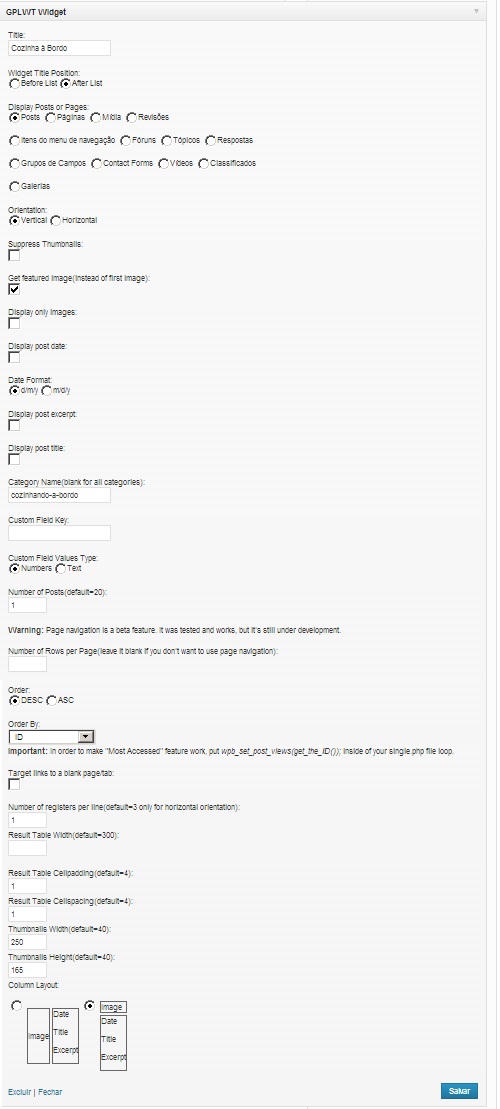 GPLWT Widget
Title:
Cozinha à Bordo
Widget Title Position:
Before List After List
Display Posts or Pages:
Posts Páginas Mídia Revisões
Itens do menu de navegação Fóruns Tópicos Respostas
Grupos de Campos Contact Forms Vídeos Classificados
Galerias
Orientation:
Vertical Horizontal
Suppress Thumbnails:
Get featured image(instead of first image):
Display only images:
Display post date:
Date Format:
d/m/y m/d/y
Display post excerpt:
Display post title:
Category Name(blank for all categories):
cozinhando-a-bordo
Custom Field Key:
Custom Field Values Type:
Numbers Text
Number of Posts(default=20):
1
Warning: Page navigation is a beta feature. It was tested and works, but it's still under development.
Number of Rows per Page(leave it blank if you don't want to use page navigation):
Order:
DESC ASC
Order By:
ID
Important: In order to make "Most Accessed" feature work, put wpb_set_post_views(get_the_ID()); inside of your single.php file loop.
Target links to a blank page/tab:
Number of registers per line(default=3 only for horizontal orientation):
1
Result Table Width(default=300):
Result Table Cellpadding(default=4):
1
Result Table Cellspacing(default=4):
1
Thumbnails Width(default=40):
250
Thumbnails Height(default=40):
165
Column Layout:
Image
Date
Title
Excerpt
Image
Date
Title
Excerpt
Excluir | Fechar
Salvar